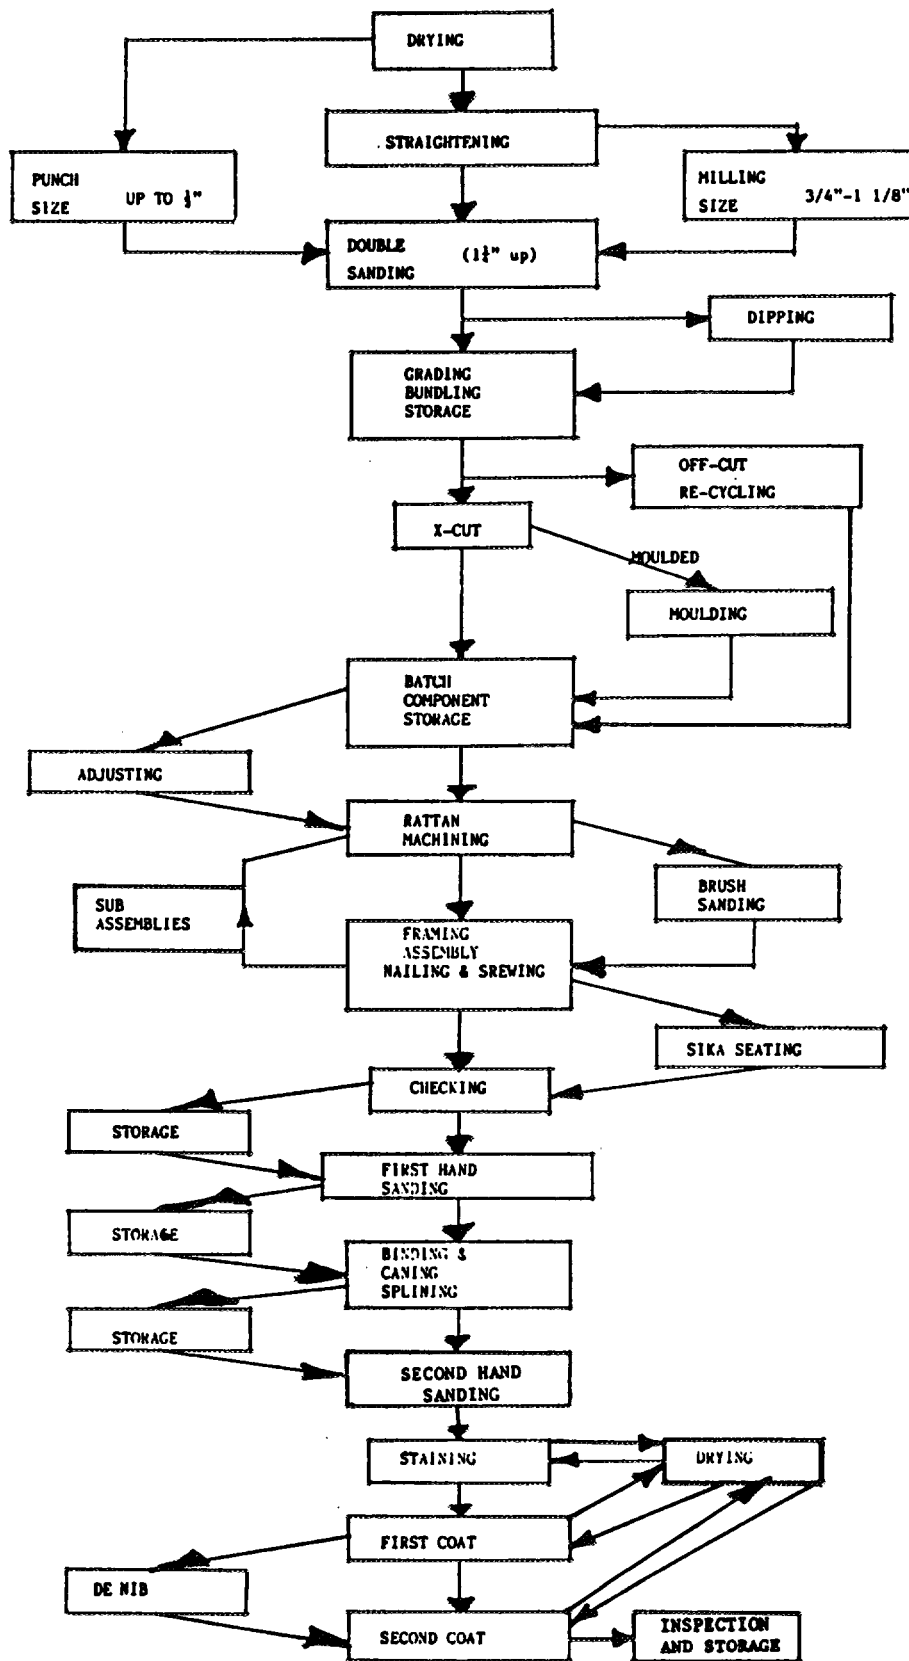 DRYING
STRAIGHTENING
PUNCH
SIZE UP TO
MILLING
SIZE 3/4"-1 1/8"
DOUBLE
SANDING (1¼" up)
DIPPING
GRADING
BUNDLING
STORAGE
OFF-CUT
RE-CYCLING
X-CUT
MOULDED
MOULDING
BATCH
COMPONENT
STORAGE
ADJUSTING
RATTAN
MACHINING
BRUSH
SANDING
SUB
ASSEMBLIES
FRAMING
ASSEMBLY
NAILING & SREWING
SIKA SEATING
CHECKING
STORAGE
FIRST HAND
SANDING
STORAGE
BINDING &
CANING
SPLINING
STORAGE
SECOND HAND
SANDING
STAINING
DRYING
FIRST COAT
DE NIB
SECOND COAT
INSPECTION
AND STORAGE